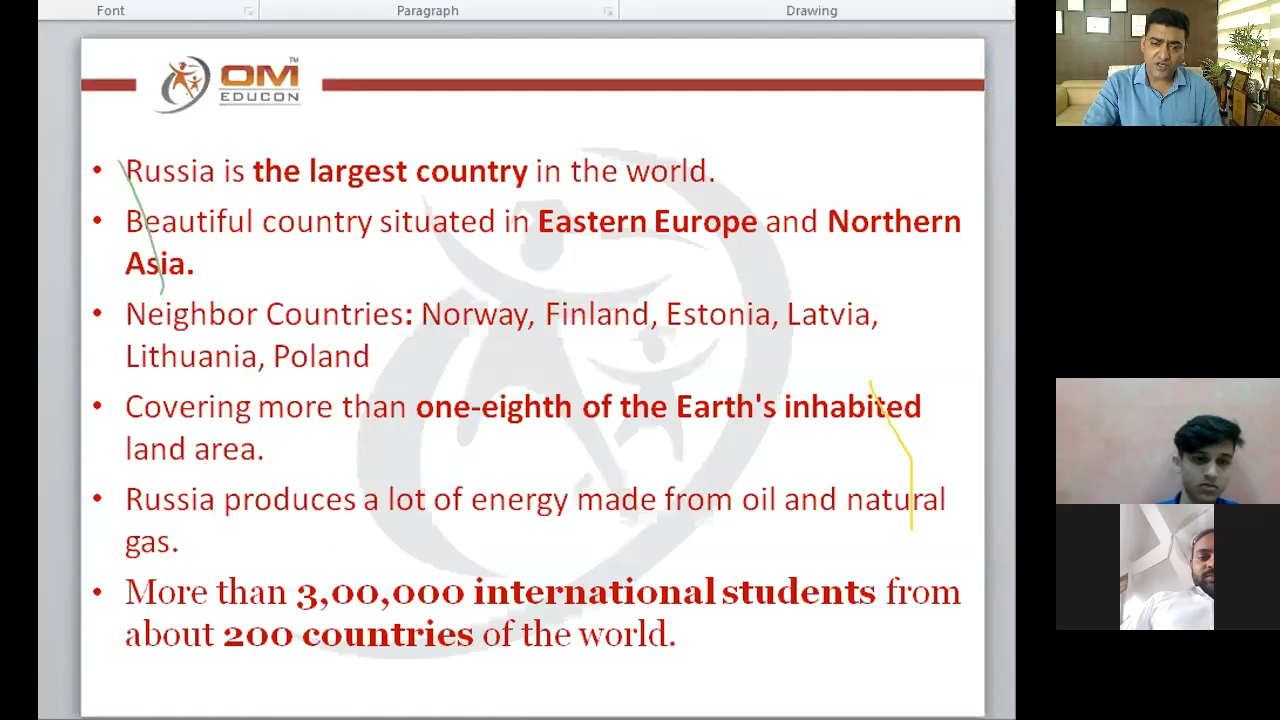 Font Paragraph Drawing
OM TM
EDUCON
• Russia is the largest country in the world.
• Beautiful country situated in Eastern Europe and Northern
Asia.
• Neighbor Countries: Norway, Finland, Estonia, Latvia,
Lithuania, Poland
• Covering more than one-eighth of the Earth's inhabited
land area.
• Russia produces a lot of energy made from oil and natural
gas.
• More than 3,00,000 international students from
about 200 countries of the world.